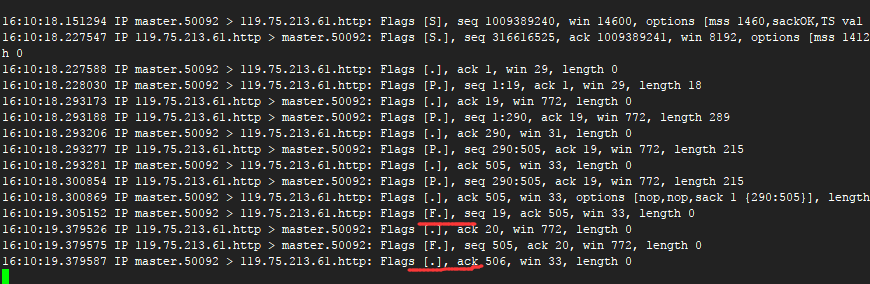 16:10:18.151294 IP master.50092 > 119.75.213.61.http: Flags [S], seq 1009389240, win 14600, options [mss 1460,sackOK,TS val
16:10:18.227547 IP 119.75.213.61.http > master.50092: Flags [S.], seq 316616525, ack 1009389241, win 8192, options [mss 1412
h 0
16:10:18.227588 IP master.50092 > 119.75.213.61.http: Flags [.], ack 1, win 29, length 0
16:10:18.228030 IP master.50092 > 119.75.213.61.http: Flags [P.], seq 1:19, ack 1, win 29, length 18
16:10:18.293173 IP 119.75.213.61.http > master.50092: Flags [.], ack 19, win 772, length 0
16:10:18.293188 IP 119.75.213.61.http > master.50092: Flags [P.], seq 1:290, ack 19, win 772, length 289
16:10:18.293206 IP master.50092 > 119.75.213.61.http: Flags [.], ack 290, win 31, length 0
16:10:18.293277 IP 119.75.213.61.http > master.50092: Flags [P.], seq 290:505, ack 19, win 772, length 215
16:10:18.293281 IP master.50092 > 119.75.213.61.http: Flags [.], ack 505, win 33, length 0
16:10:18.300854 IP 119.75.213.61.http > master.50092: Flags [P.], seq 290:505, ack 19, win 772, length 215
16:10:18.300869 IP master.50092 > 119.75.213.61.http: Flags [.], ack 505, win 33, options [nop,nop,sack 1 {290:505}], length
16:10:19.305152 IP master.50092 > 119.75.213.61.http: Flags [F.], seq 19, ack 505, win 33, length 0
16:10:19.379526 IP 119.75.213.61.http > master.50092: Flags [.], ack 20, win 772, length 0
16:10:19.379575 IP 119.75.213.61.http > master.50092: Flags [F.], seq 505, ack 20, win 772, length 0
16:10:19.379587 IP master.50092 > 119.75.213.61.http: Flags [.], ack 506, win 33, length 0